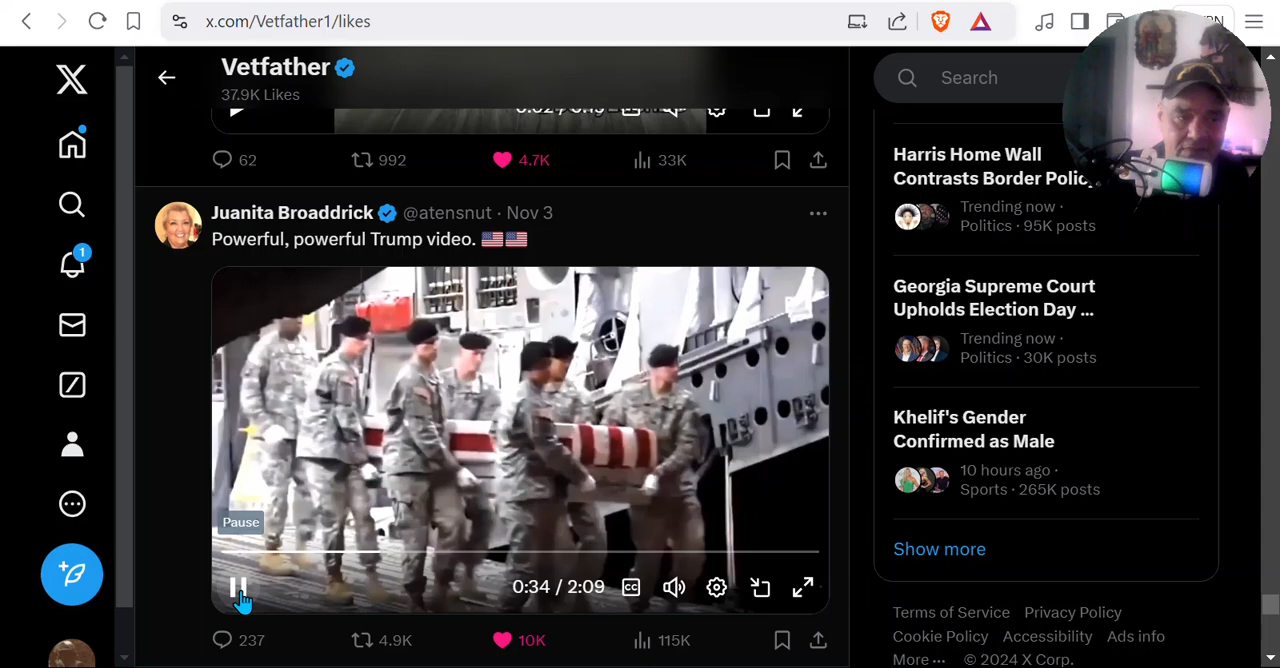 x.com/Vetfather1/likes
Vetfather
37.9K Likes
Search
62 992 4.7K 33K
Juanita Broaddrick @atensnut · Nov 3
Powerful, powerful Trump video.
Pause
0:34 / 2:09
CC
237 4.9K 10K 115K
1
Harris Home Wall
Contrasts Border Policy
Trending now ·
Politics · 95K posts
Georgia Supreme Court
Upholds Election Day ...
Trending now ·
Politics · 30K posts
Khelif's Gender
Confirmed as Male
10 hours ago ·
Sports · 265K posts
Show more
Terms of Service Privacy Policy
Cookie Policy Accessibility Ads info
More ··· © 2024 X Corp.